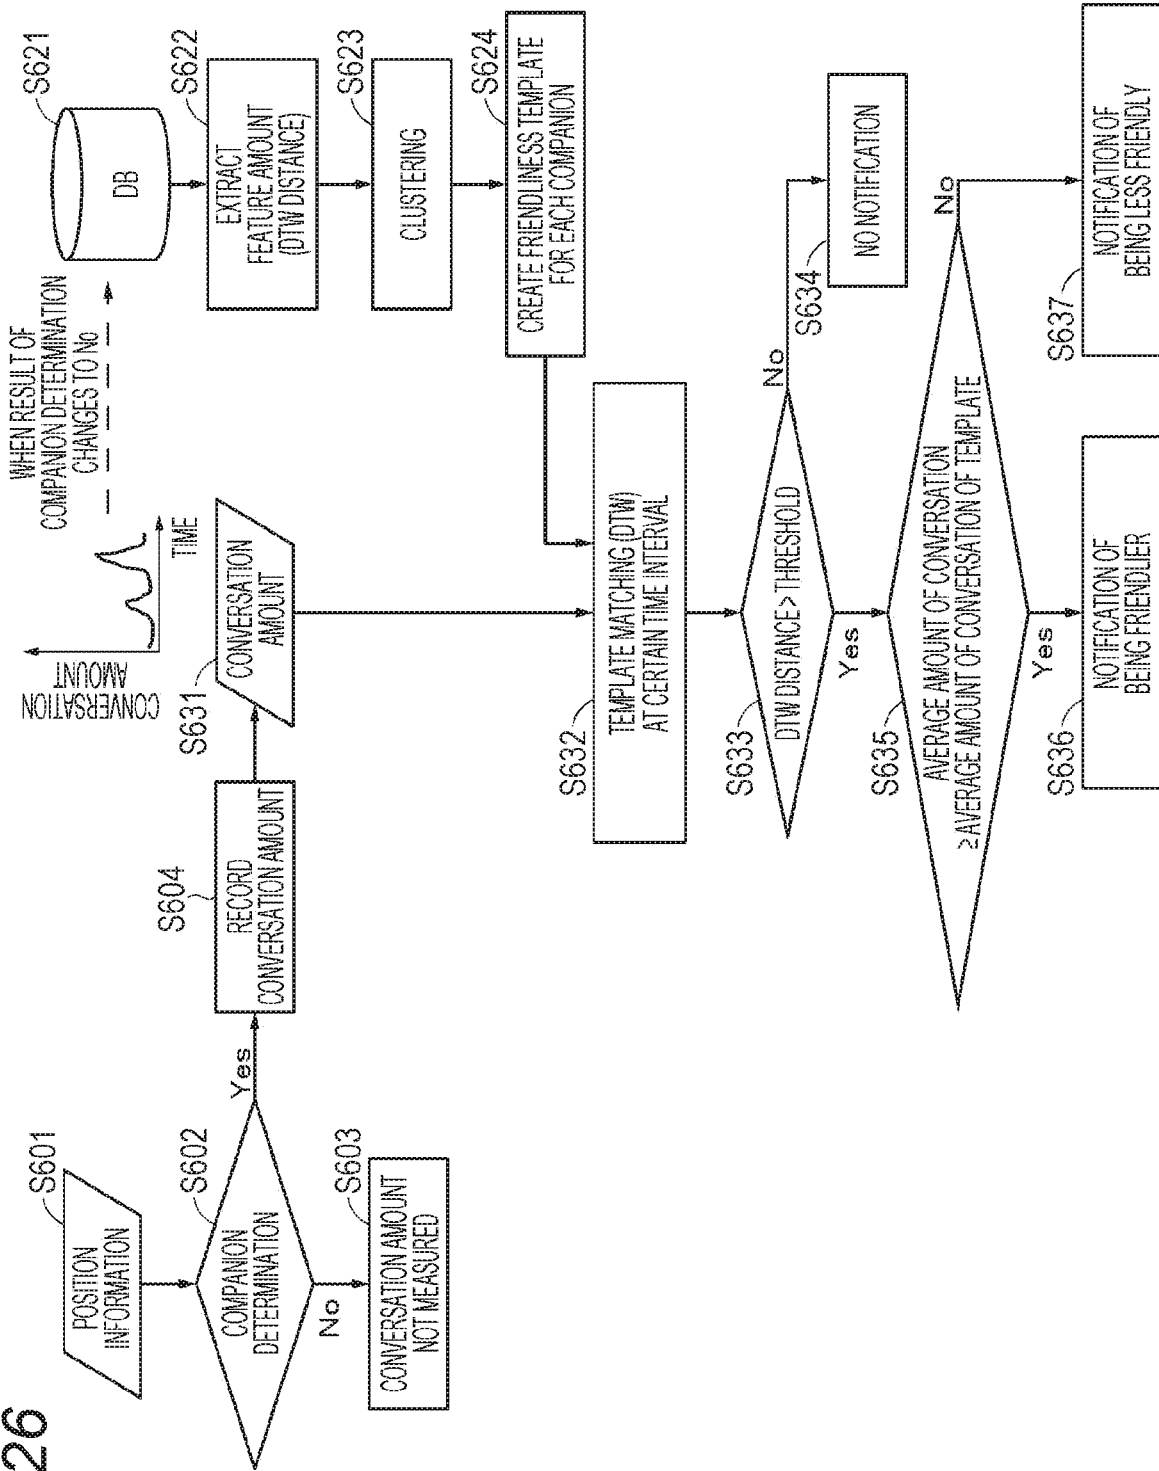 26
S601
POSITION
INFORMATION
S602
COMPANION
DETERMINATION
Yes
No
S603
CONVERSATION AMOUNT
NOT MEASURED
S604
RECORD
CONVERSATION AMOUNT
CONVERSATION
AMOUNT
TIME
S631
CONVERSATION
AMOUNT
WHEN RESULT OF
COMPANION DETERMINATION
CHANGES TO No
S621
DB
S622
EXTRACT
FEATURE AMOUNT
(DTW DISTANCE)
S623
CLUSTERING
S624
CREATE FRIENDLINESS TEMPLATE
FOR EACH COMPANION
S632
TEMPLATE MATCHING (DTW)
AT CERTAIN TIME INTERVAL
S633
DTW DISTANCE > THRESHOLD
No
Yes
S634
NO NOTIFICATION
S635
AVERAGE AMOUNT OF CONVERSATION
≥ AVERAGE AMOUNT OF CONVERSATION OF TEMPLATE
No
Yes
S636
NOTIFICATION OF
BEING FRIENDLIER
S637
NOTIFICATION OF
BEING LESS FRIENDLY